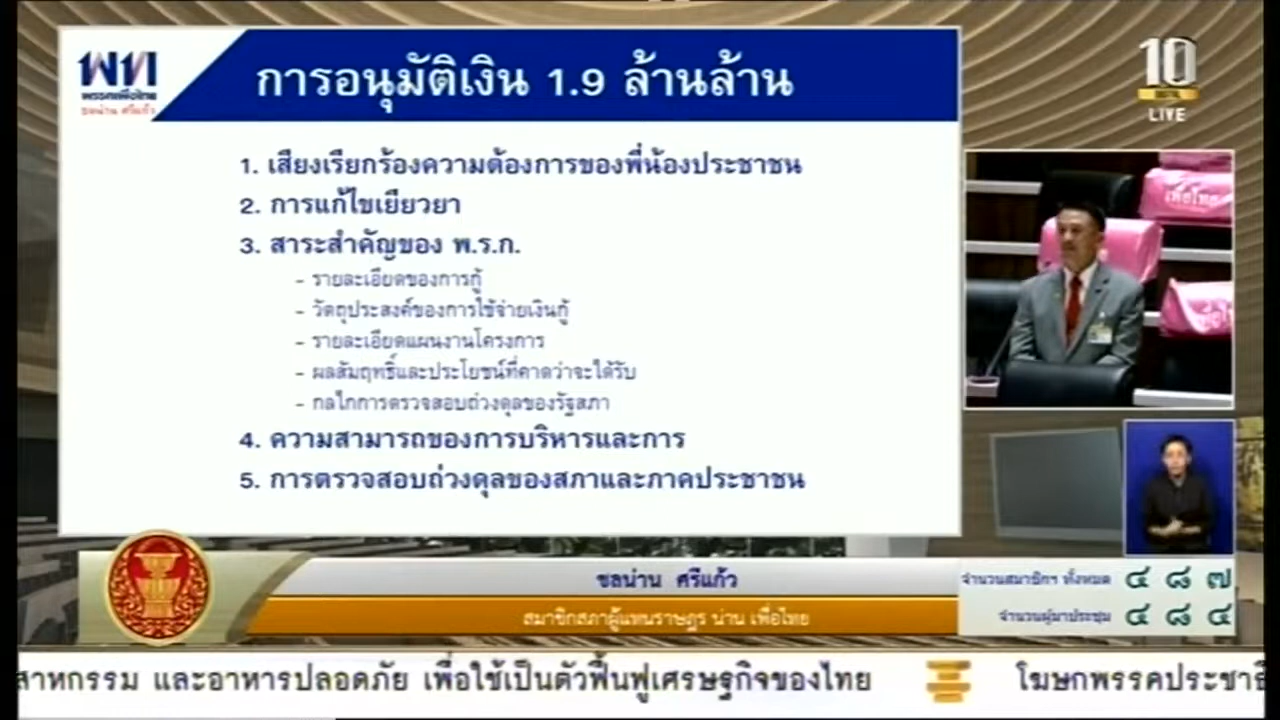 พท
พรรคเพื่อไทย
ชลน่าน ศรีแก้ว
การอนุมัติเงิน 1.9 ล้านล้าน
10
LIVE
1. เสียงเรียกร้องความต้องการของพี่น้องประชาชน
2. การแก้ไขเยียวยา
3. สาระสำคัญของ พ.ร.ก.
- รายละเอียดของการกู้
- วัตถุประสงค์ของการใช้จ่ายเงินกู้
- รายละเอียดแผนงานโครงการ
- ผลสัมฤทธิ์และประโยชน์ที่คาดว่าจะได้รับ
- กลไกการตรวจสอบถ่วงดุลของรัฐสภา
4. ความสามารถของการบริหารและการ
5. การตรวจสอบถ่วงดุลของสภาและภาคประชาชน
เพื่อไทย
ชลน่าน ศรีแก้ว
สมาชิกสภาผู้แทนราษฎร น่าน เพื่อไทย
จำนวนสมาชิกฯ ทั้งหมด ๔ ๘ ๗
จำนวนผู้มาประชุม ๔ ๘ ๔
สาหกรรม และอาหารปลอดภัย เพื่อใช้เป็นตัวฟื้นฟูเศรษฐกิจของไทย โฆษกพรรคประชาธิ